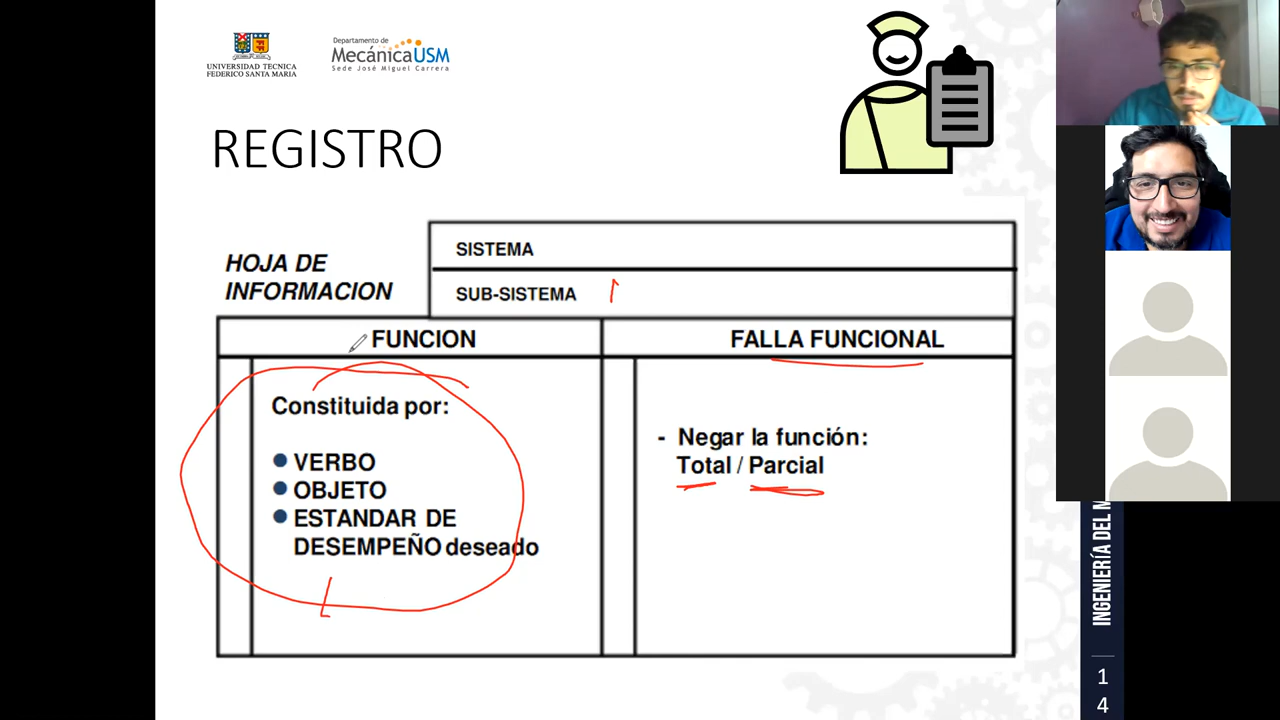 UNIVERSIDAD TECNICA
FEDERICO SANTA MARIA
Departamento de
MecánicaUSM
Sede José Miguel Carrera
REGISTRO
HOJA DE
INFORMACION
SISTEMA
SUB-SISTEMA
FUNCION
FALLA FUNCIONAL
Constituida por:
VERBO
OBJETO
ESTANDAR DE
DESEMPEÑO deseado
- Negar la función:
Total / Parcial
INGENIERÍA DEL M
1
4